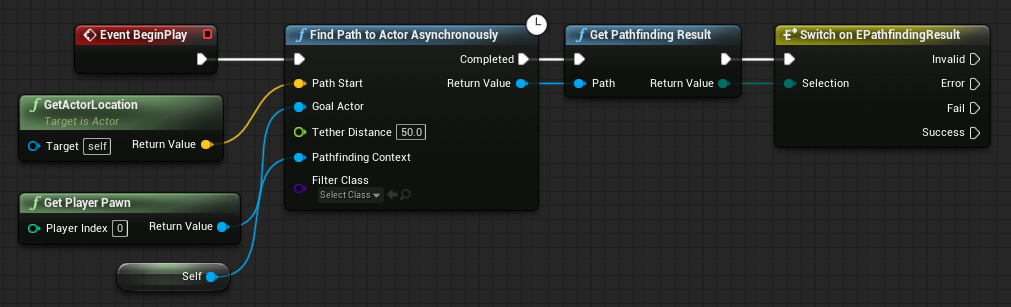 Event BeginPlay
GetActorLocation
Target is Actor
Target self Return Value
Get Player Pawn
Player Index 0 Return Value
Self
Find Path to Actor Asynchronously
Completed
Path Start Return Value
Goal Actor
Tether Distance 50.0
Pathfinding Context
Filter Class
Select Class
Get Pathfinding Result
Path Return Value
Switch on EPathfindingResult
Invalid
Selection Error
Fail
Success